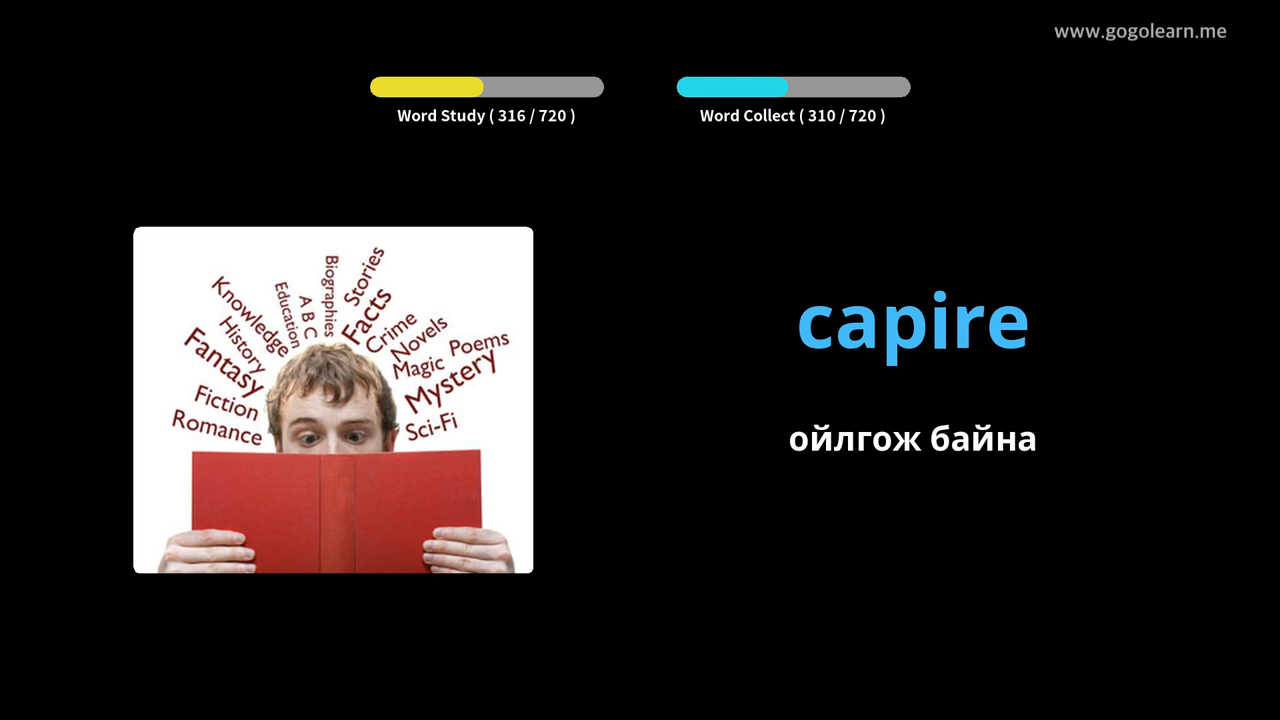 www.gogolearn.me
Word Study ( 316 / 720 )
Word Collect ( 310 / 720 )
Knowledge
Education
A B C
Biographies
Stories
Facts
Crime
Novels
Poems
History
Fantasy
Magic
Mystery
Fiction
Romance
Sci-Fi
capire
ойлгож байна